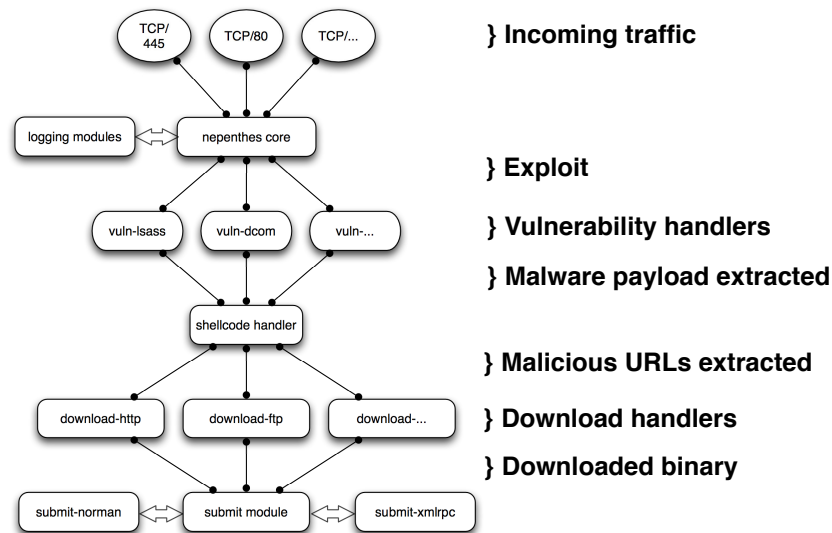 TCP/
445
TCP/80
TCP/...
} Incoming traffic
logging modules
nepenthes core
} Exploit
vuln-lsass
vuln-dcom
vuln-...
} Vulnerability handlers
} Malware payload extracted
shellcode handler
} Malicious URLs extracted
download-http
download-ftp
download-...
} Download handlers
} Downloaded binary
submit-norman
submit module
submit-xmlrpc